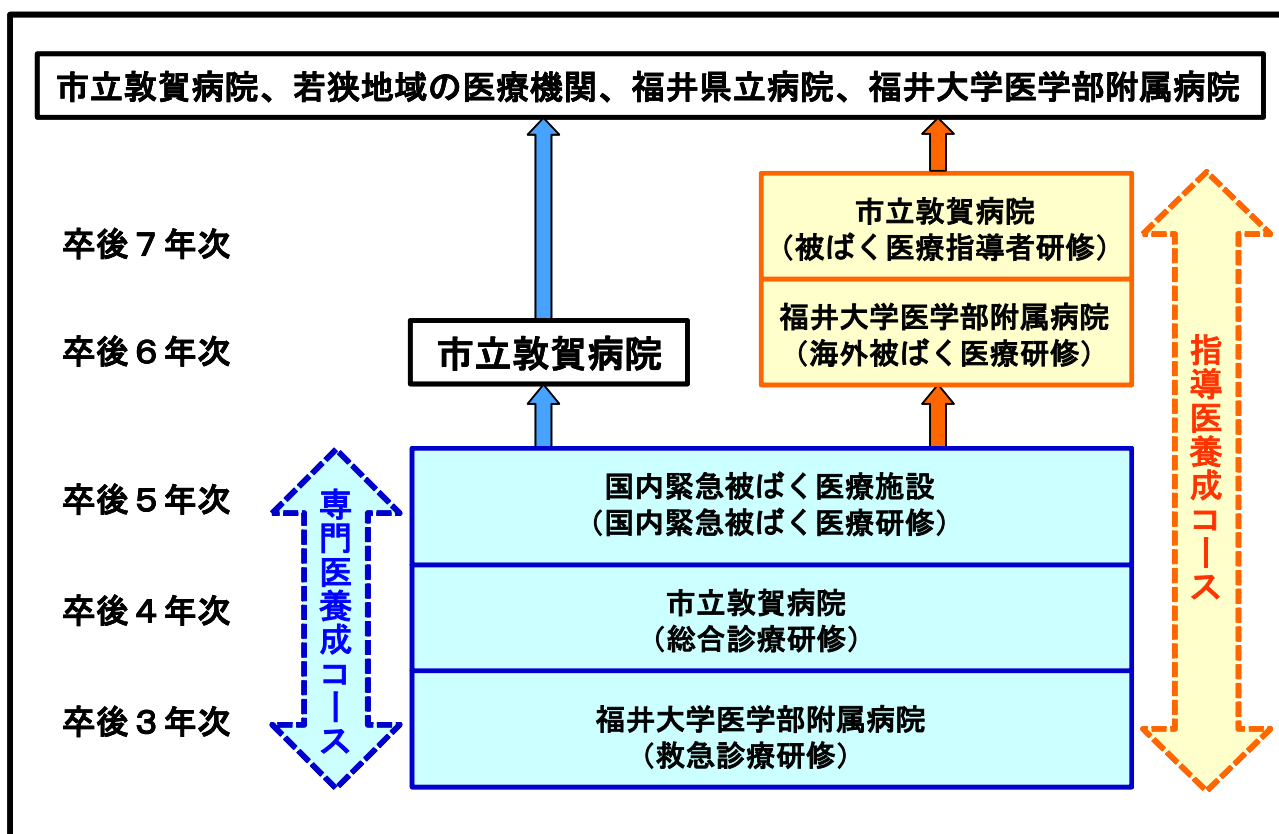 市立敦賀病院、若狭地域の医療機関、福井県立病院、福井大学医学部附属病院
卒後７年次
市立敦賀病院
（被ばく医療指導者研修）
卒後６年次
市立敦賀病院
福井大学医学部附属病院
（海外被ばく医療研修）
指導医養成コース
卒後５年次
国内緊急被ばく医療施設
（国内緊急被ばく医療研修）
専門医養成コース
卒後４年次
市立敦賀病院
（総合診療研修）
卒後３年次
福井大学医学部附属病院
（救急診療研修）